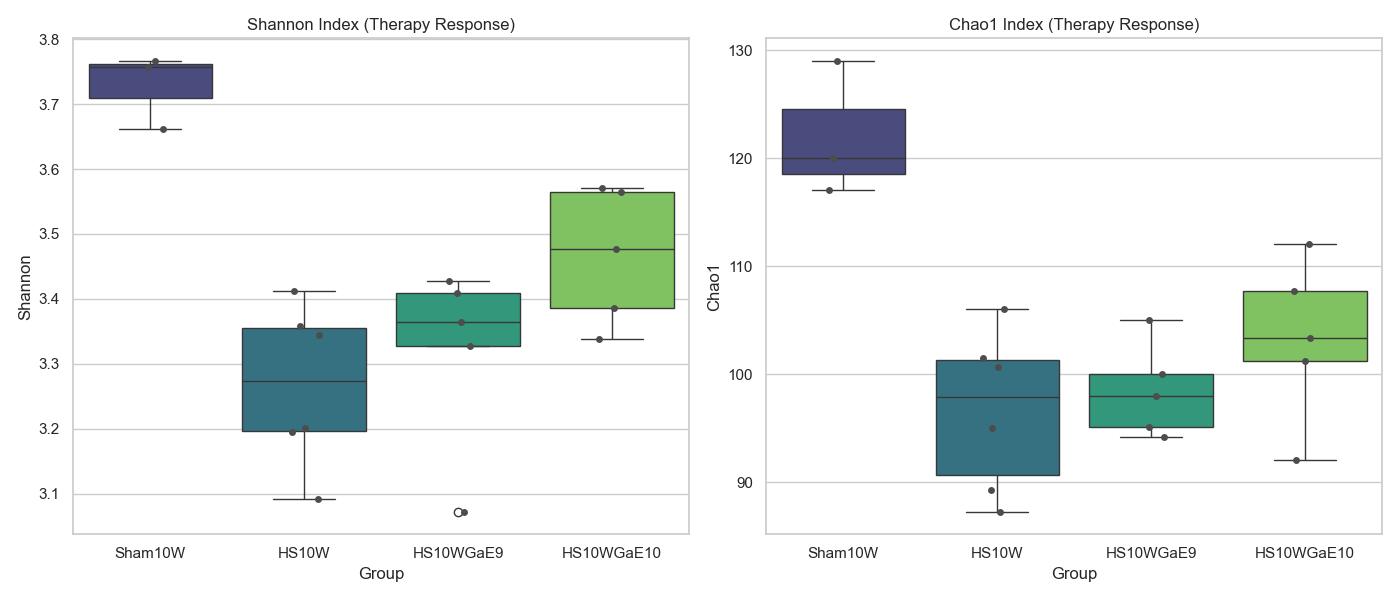 Shannon Index (Therapy Response)
3.8
3.7
3.6
3.5
3.4
3.3
3.2
3.1
Shannon
Sham10W HS10W HS10WGaE9 HS10WGaE10
Group
Chao1 Index (Therapy Response)
130
120
110
100
90
Chao1
Sham10W HS10W HS10WGaE9 HS10WGaE10
Group